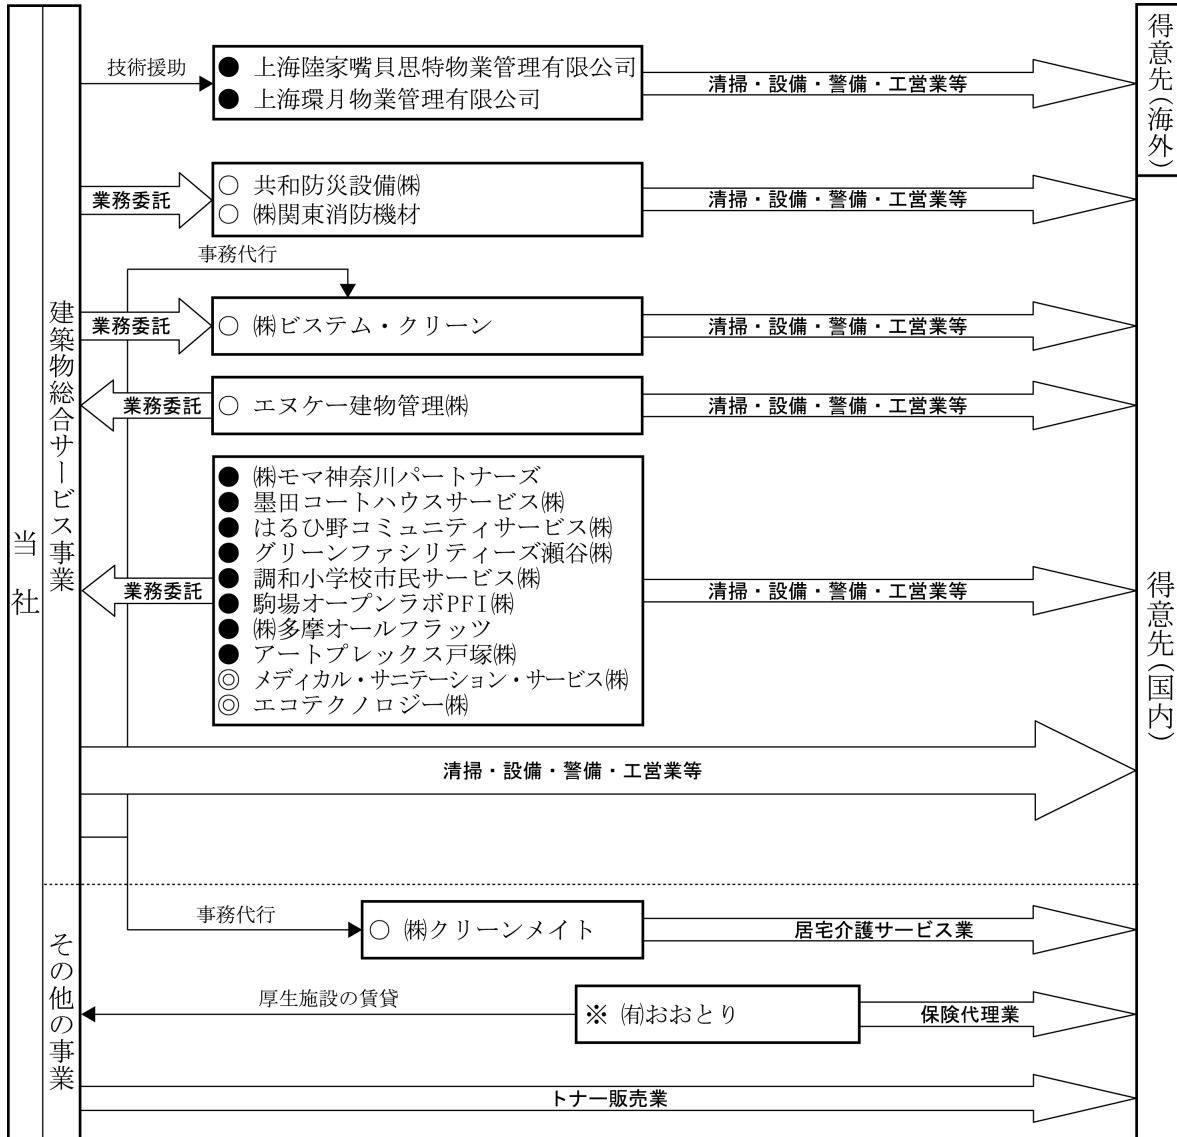 当社
建築物総合サービス事業
その他の事業
得意先(海外)
得意先(国内)
技術援助
● 上海陸家嘴貝思特物業管理有限公司
● 上海環月物業管理有限公司
清掃・設備・警備・工営業等
業務委託
○ 共和防災設備㈱
○ ㈱関東消防機材
清掃・設備・警備・工営業等
事務代行
業務委託
○ ㈱ビステム・クリーン
清掃・設備・警備・工営業等
業務委託
○ エヌケー建物管理㈱
清掃・設備・警備・工営業等
業務委託
● ㈱モマ神奈川パートナーズ
● 墨田コートハウスサービス㈱
● はるひ野コミュニティサービス㈱
● グリーンファシリティーズ瀬谷㈱
● 調和小学校市民サービス㈱
● 駒場オープンラボPFI㈱
● ㈱多摩オールフラッツ
● アートプレックス戸塚㈱
◎ メディカル・サニテーション・サービス㈱
◎ エコテクノロジー㈱
清掃・設備・警備・工営業等
清掃・設備・警備・工営業等
事務代行
○ ㈱クリーンメイト
居宅介護サービス業
厚生施設の賃貸
※ ㈲おおとり
保険代理業
トナー販売業